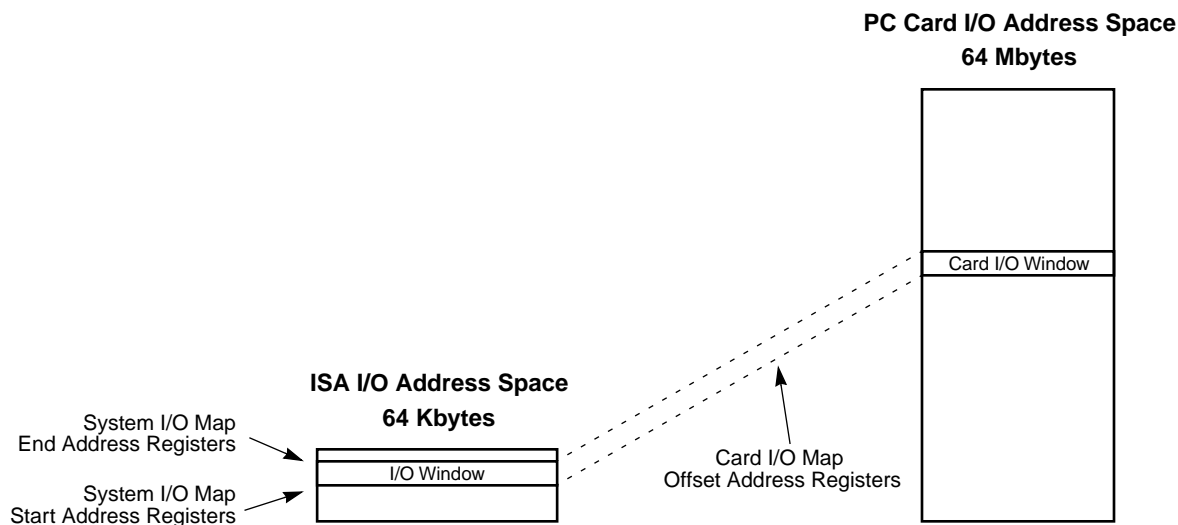 PC Card I/O Address Space
64 Mbytes
Card I/O Window
ISA I/O Address Space
64 Kbytes
System I/O Map
End Address Registers
I/O Window
System I/O Map
Start Address Registers
Card I/O Map
Offset Address Registers